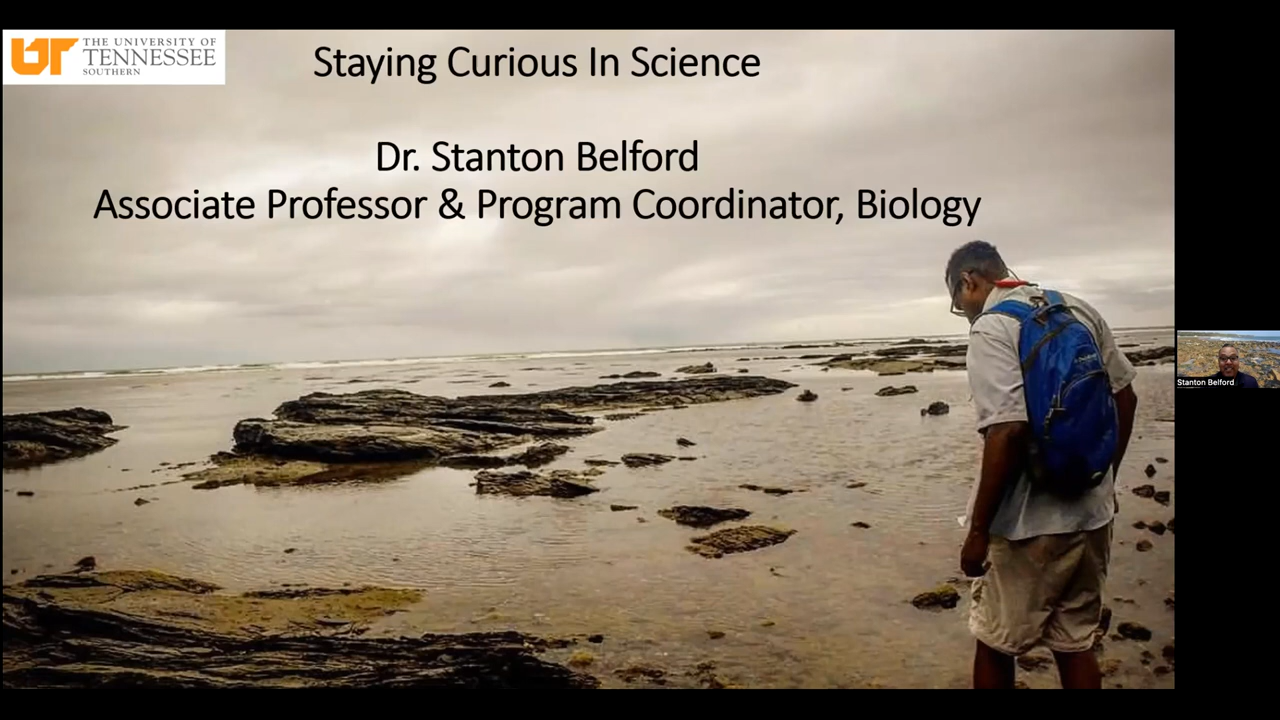 THE UNIVERSITY OF
TENNESSEE
SOUTHERN
Staying Curious In Science
Dr. Stanton Belford
Associate Professor & Program Coordinator, Biology
Stanton Belford